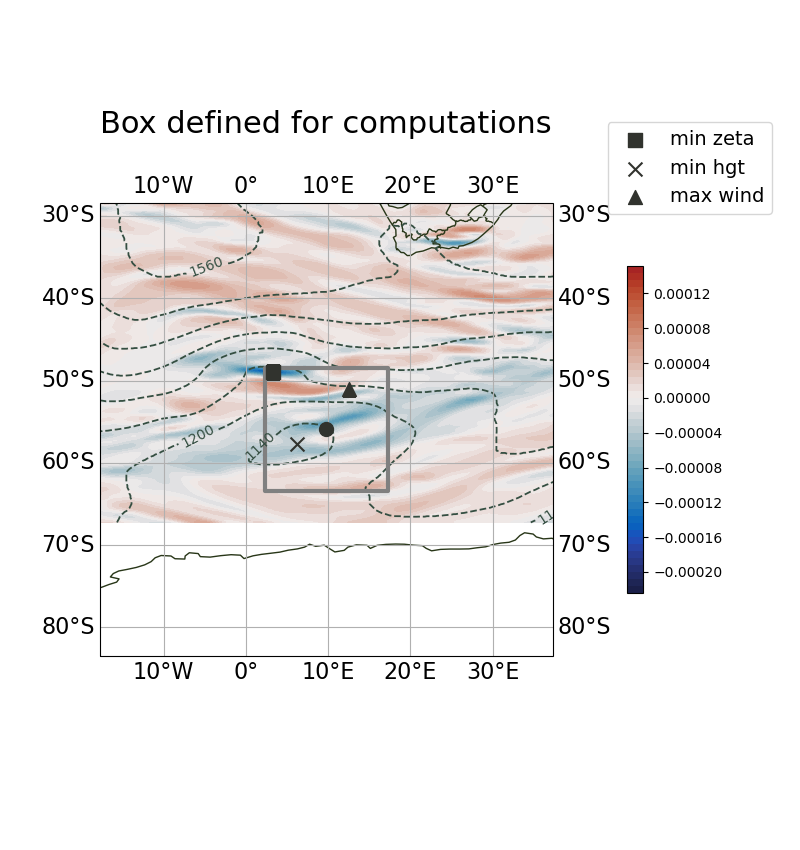 Box defined for computations
min zeta
min hgt
max wind
10°W 0° 10°E 20°E 30°E
30°S 30°S
40°S
50°S
60°S
70°S
80°S 80°S
10°W 0° 10°E 20°E 30°E
1560
1200
1140
11
0.00012
0.00008
0.00004
0.00000
−0.00004
−0.00008
−0.00012
−0.00016
−0.00020
40°S
50°S
60°S
70°S